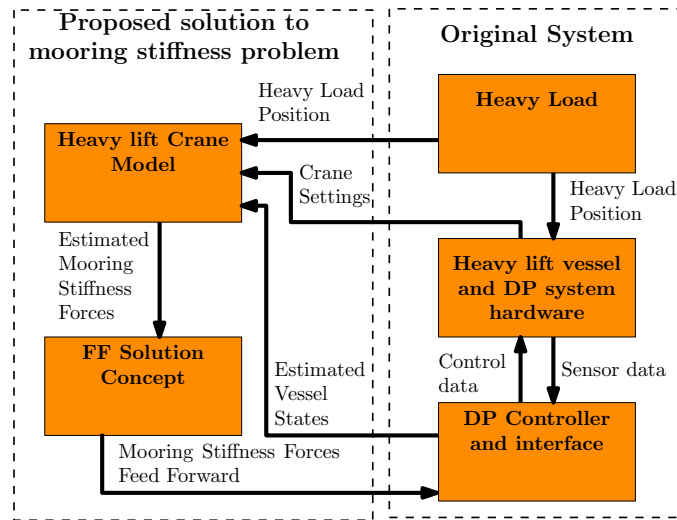 Proposed solution to
mooring stiffness problem
Original System
Heavy Load
Position
Heavy Load
Heavy lift Crane
Model
Crane
Settings
Heavy Load
Position
Estimated
Mooring
Stiffness
Forces
Heavy lift vessel
and DP system
hardware
FF Solution
Concept
Estimated
Vessel
States
Control
data
Sensor data
DP Controller
and interface
Mooring Stiffness Forces
Feed Forward